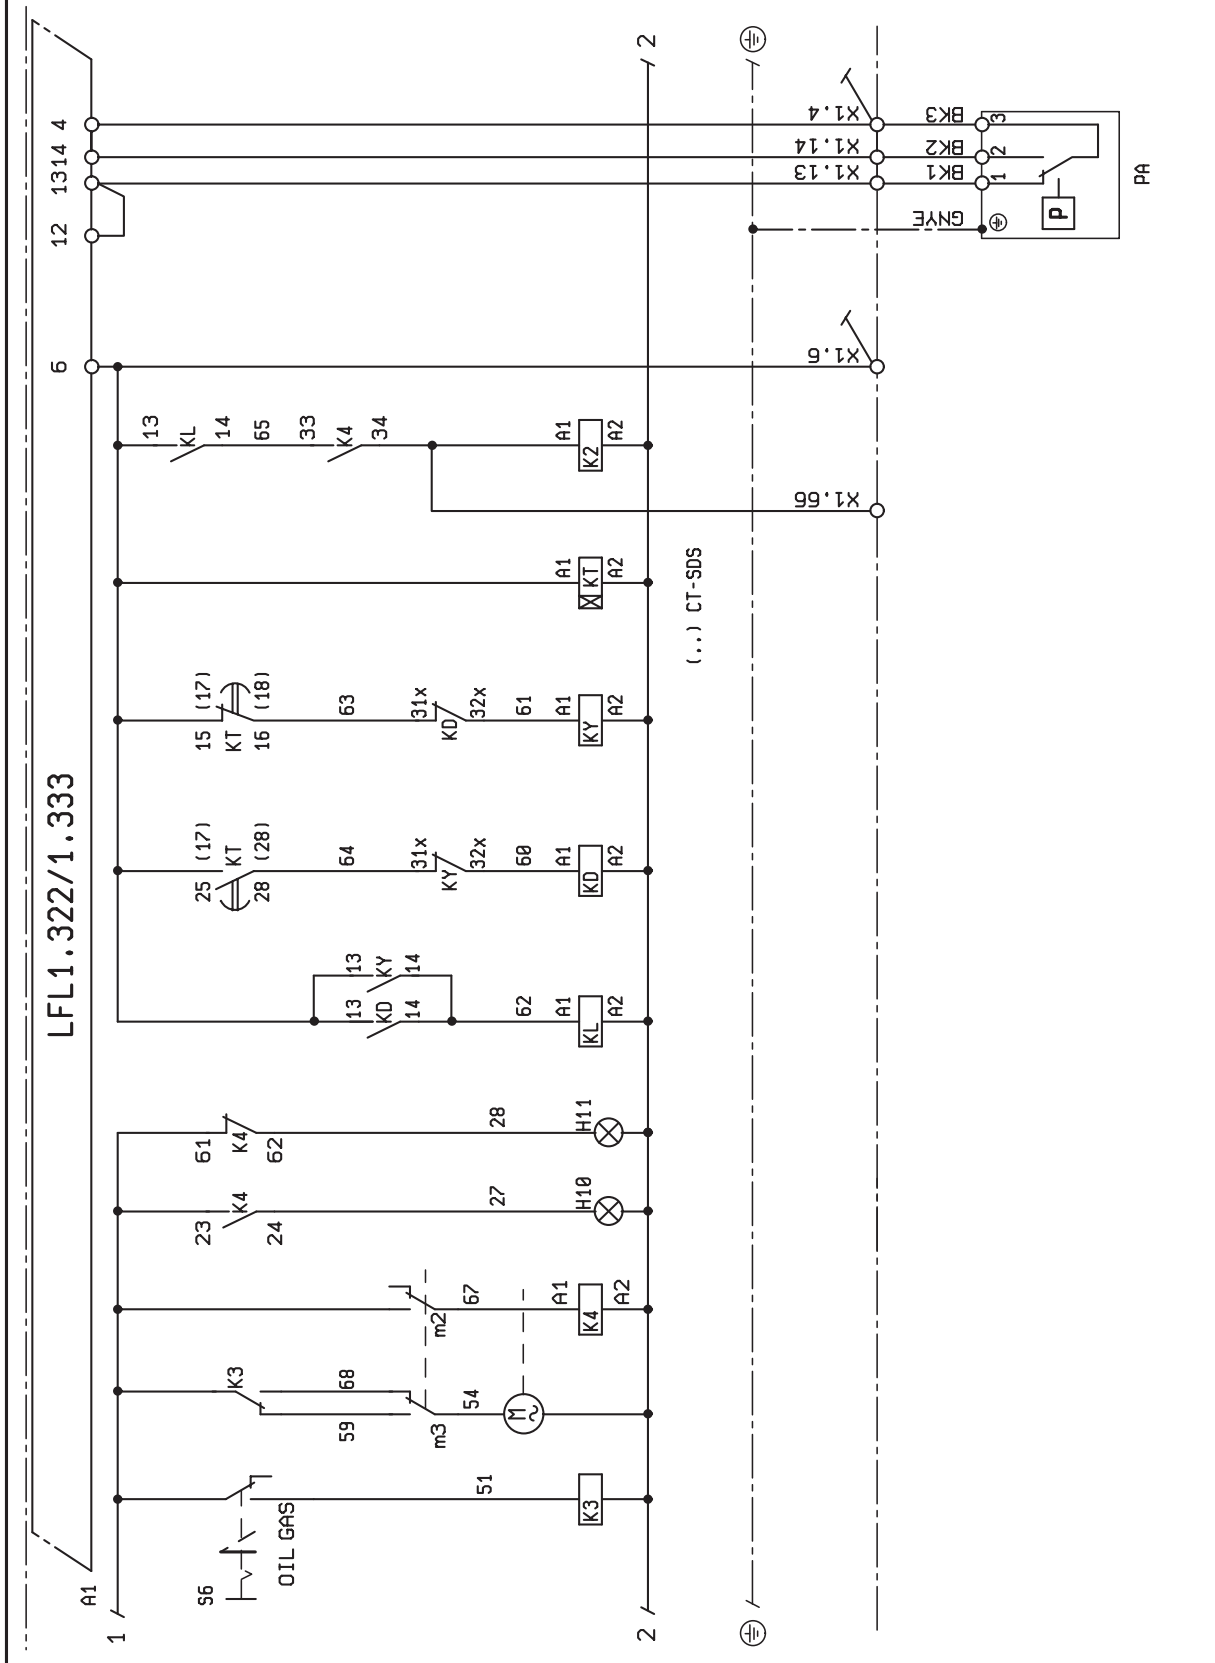 LFL1.322/1.333
A1
6
12
13
14
4
1
2
S6
OIL GAS
51
K3
K3
59
68
m3
54
M
m2
67
A1
K4
A2
23
K4
24
27
H10
61
K4
62
28
H11
13
KD
14
13
KY
14
62
A1
KL
A2
25
(17)
KT
28
(28)
64
31x
KY
32x
60
A1
KD
A2
15
(17)
KT
16
(18)
63
31x
KD
32x
61
A1
KY
A2
A1
KT
A2
13
KL
14
65
33
K4
34
A1
K2
A2
(..) CT-SDS
2
X1.66
X1.6
X1.13
X1.14
X1.4
GNYE
BK1
BK2
BK3
1
2
3
P
PA